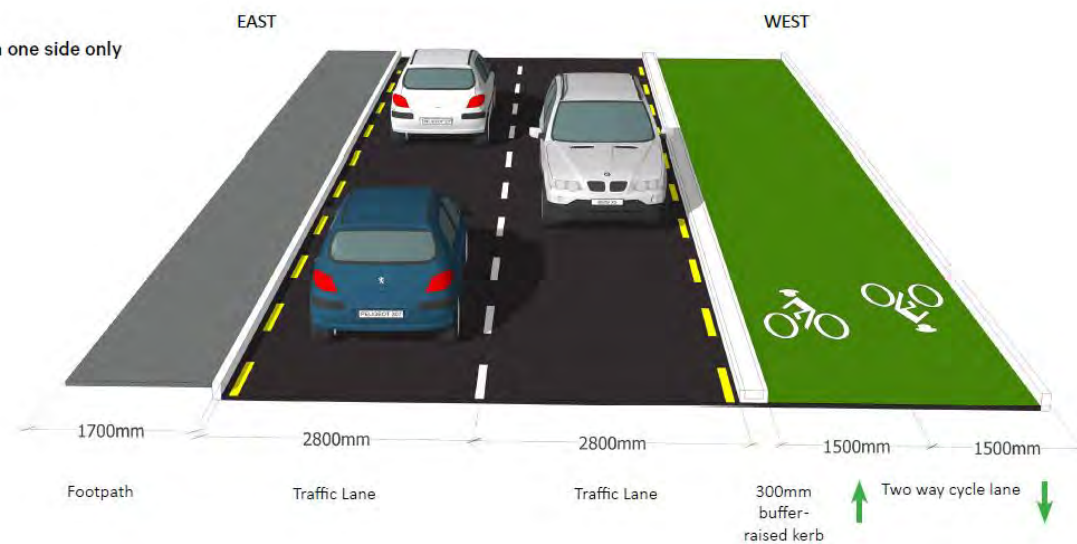 EAST
WEST
one side only
1700mm
2800mm
2800mm
1500mm
1500mm
Footpath
Traffic Lane
Traffic Lane
300mm
buffer-
raised kerb
Two way cycle lane